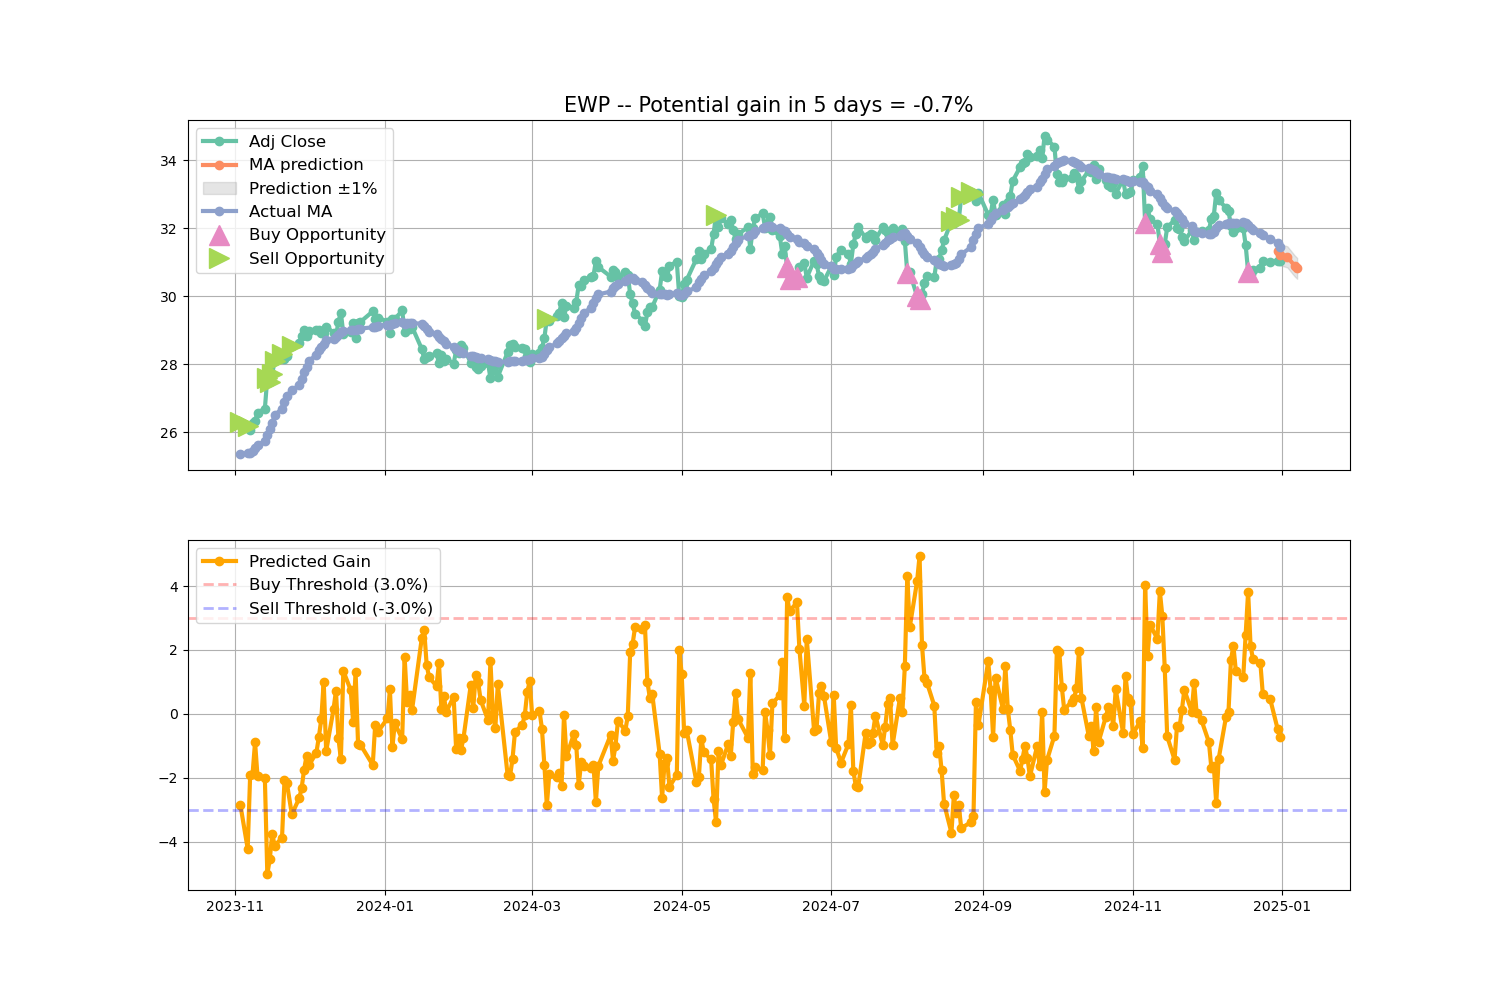 EWP -- Potential gain in 5 days = -0.7%
Adj Close
MA prediction
Prediction ±1%
Actual MA
Buy Opportunity
Sell Opportunity
34
32
30
28
26
Predicted Gain
Buy Threshold (3.0%)
Sell Threshold (-3.0%)
4
2
0
−2
−4
2023-11 2024-01 2024-03 2024-05 2024-07 2024-09 2024-11 2025-01